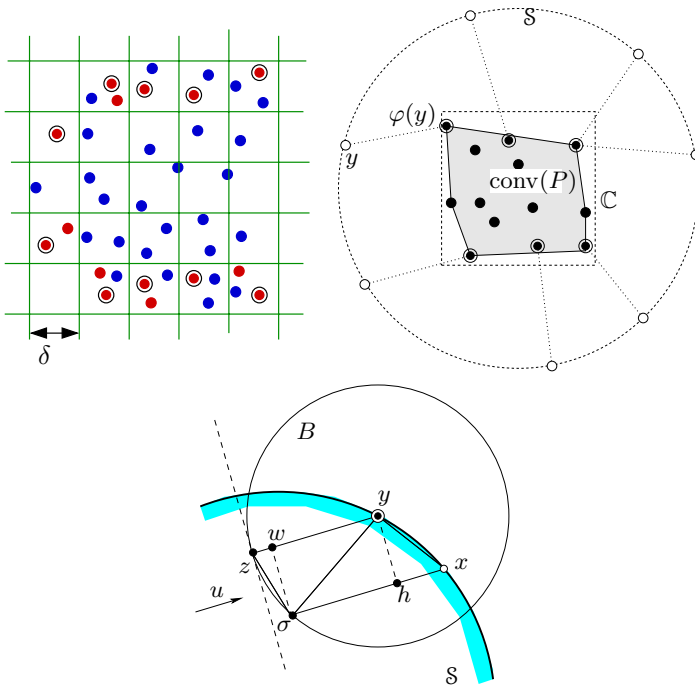 δ
𝕊
φ(y)
y
conv(P)
ℂ
B
y
w
z
x
h
u
σ
𝕊